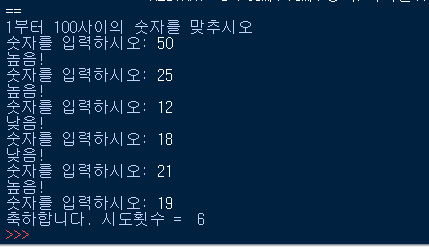 ==
1부터 100사이의 숫자를 맞추시오
숫자를 입력하시오: 50
높음!
숫자를 입력하시오: 25
높음!
숫자를 입력하시오: 12
낮음!
숫자를 입력하시오: 18
낮음!
숫자를 입력하시오: 21
높음!
숫자를 입력하시오: 19
축하합니다. 시도횟수 = 6
>>>